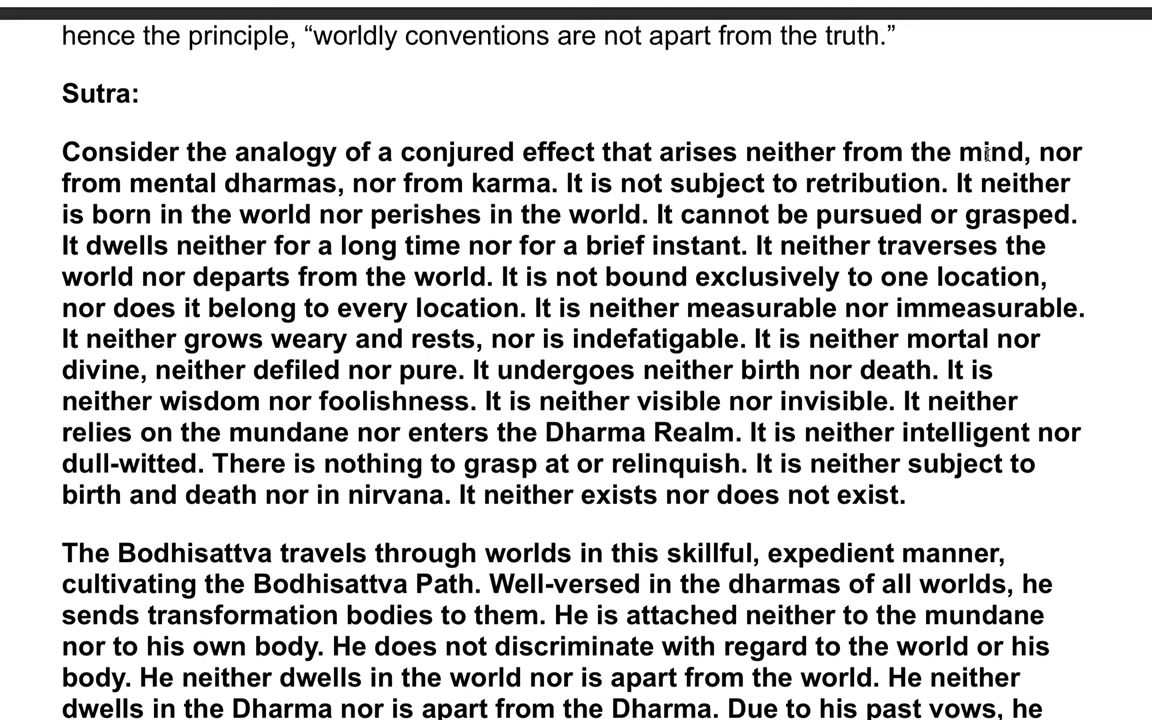 hence the principle, “worldly conventions are not apart from the truth.”
Sutra:
Consider the analogy of a conjured effect that arises neither from the mind, nor
from mental dharmas, nor from karma. It is not subject to retribution. It neither
is born in the world nor perishes in the world. It cannot be pursued or grasped.
It dwells neither for a long time nor for a brief instant. It neither traverses the
world nor departs from the world. It is not bound exclusively to one location,
nor does it belong to every location. It is neither measurable nor immeasurable.
It neither grows weary and rests, nor is indefatigable. It is neither mortal nor
divine, neither defiled nor pure. It undergoes neither birth nor death. It is
neither wisdom nor foolishness. It is neither visible nor invisible. It neither
relies on the mundane nor enters the Dharma Realm. It is neither intelligent nor
dull-witted. There is nothing to grasp at or relinquish. It is neither subject to
birth and death nor in nirvana. It neither exists nor does not exist.
The Bodhisattva travels through worlds in this skillful, expedient manner,
cultivating the Bodhisattva Path. Well-versed in the dharmas of all worlds, he
sends transformation bodies to them. He is attached neither to the mundane
nor to his own body. He does not discriminate with regard to the world or his
body. He neither dwells in the world nor is apart from the world. He neither
dwells in the Dharma nor is apart from the Dharma. Due to his past vows, he